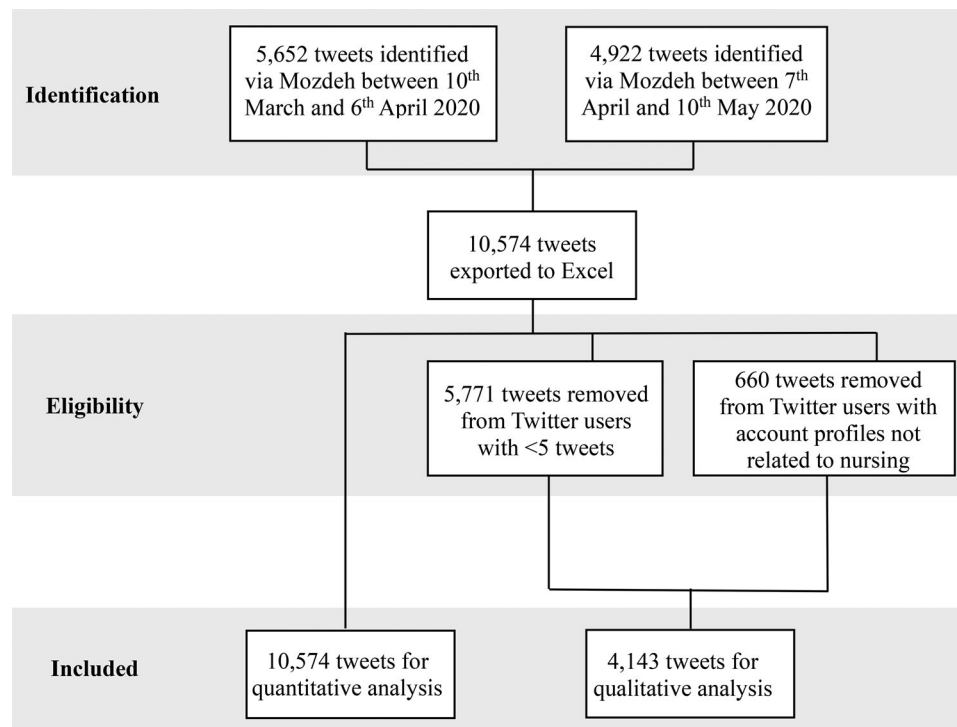 Identification
5,652 tweets identified
via Mozdeh between 10th
March and 6th April 2020
4,922 tweets identified
via Mozdeh between 7th
April and 10th May 2020
10,574 tweets
exported to Excel
Eligibility
5,771 tweets removed
from Twitter users
with <5 tweets
660 tweets removed
from Twitter users with
account profiles not
related to nursing
Included
10,574 tweets for
quantitative analysis
4,143 tweets for
qualitative analysis